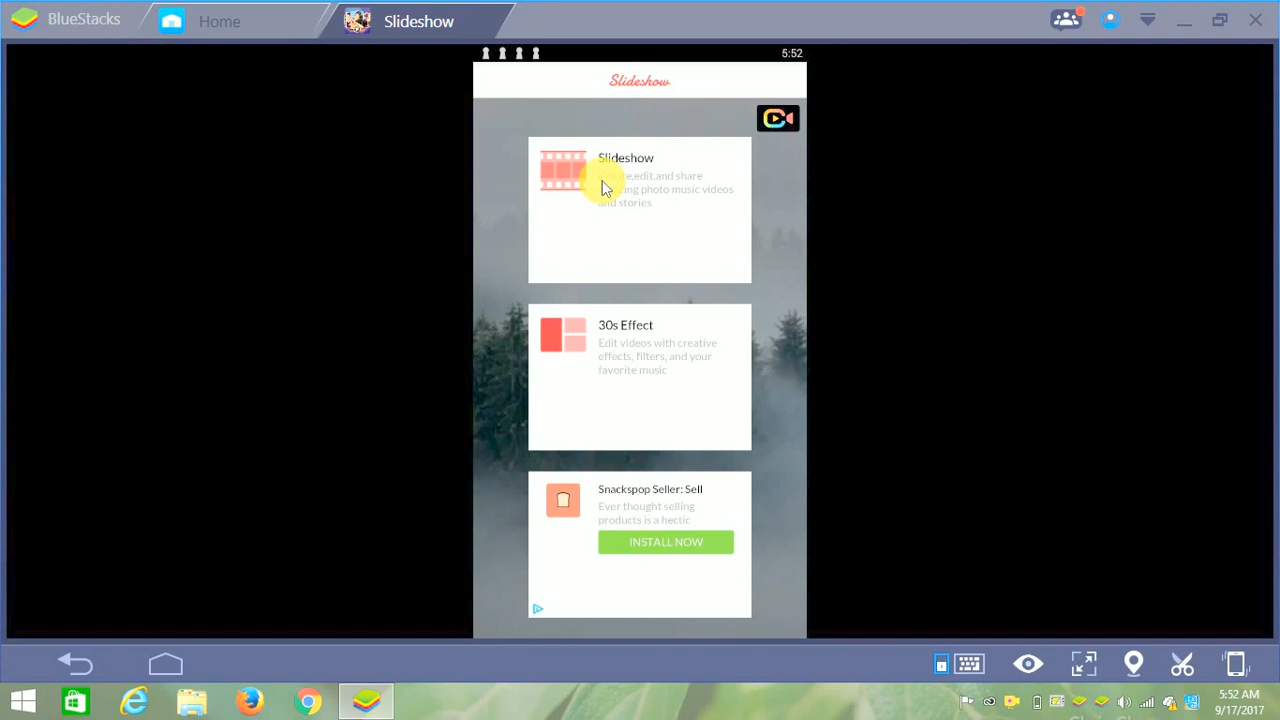 BlueStacks
Home
Slideshow
5:52
Slideshow
Slideshow
and share
photo music videos
and stories
30s Effect
Edit videos with creative
effects, filters, and your
favorite music
Snackspop Seller: Sell
Ever thought selling
products is a hectic
INSTALL NOW
5:52 AM
9/17/2017